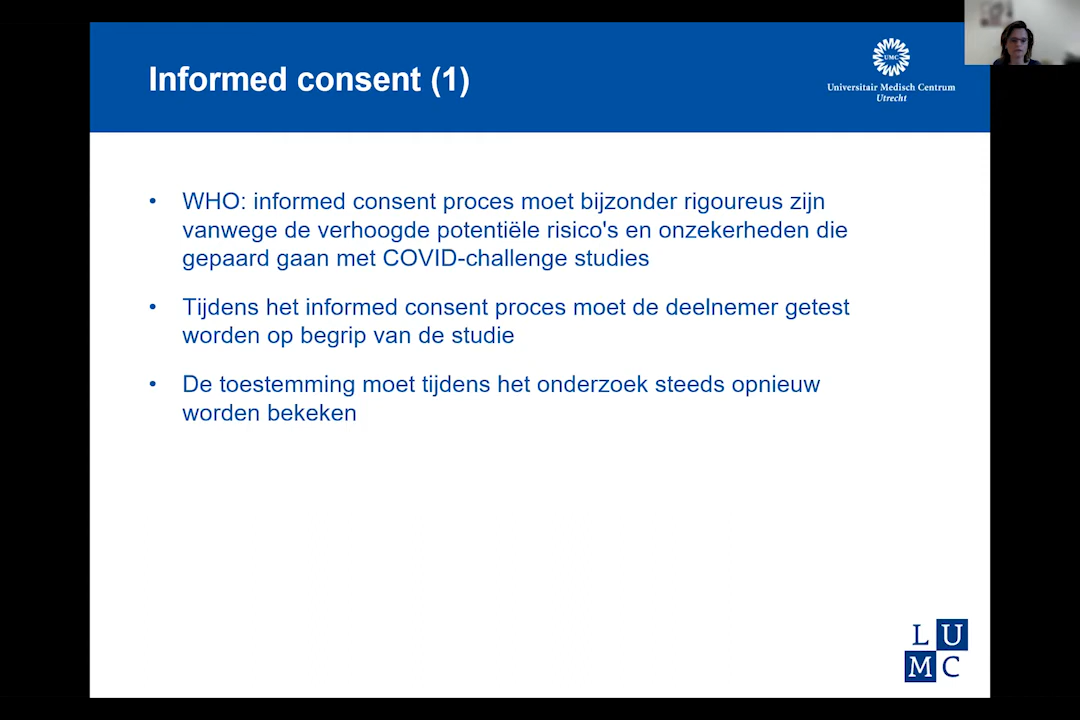 Informed consent (1)
UMC
Universitair Medisch Centrum
Utrecht
• WHO: informed consent proces moet bijzonder rigoureus zijn
vanwege de verhoogde potentiële risico's en onzekerheden die
gepaard gaan met COVID-challenge studies
• Tijdens het informed consent proces moet de deelnemer getest
worden op begrip van de studie
• De toestemming moet tijdens het onderzoek steeds opnieuw
worden bekeken
L U
M C